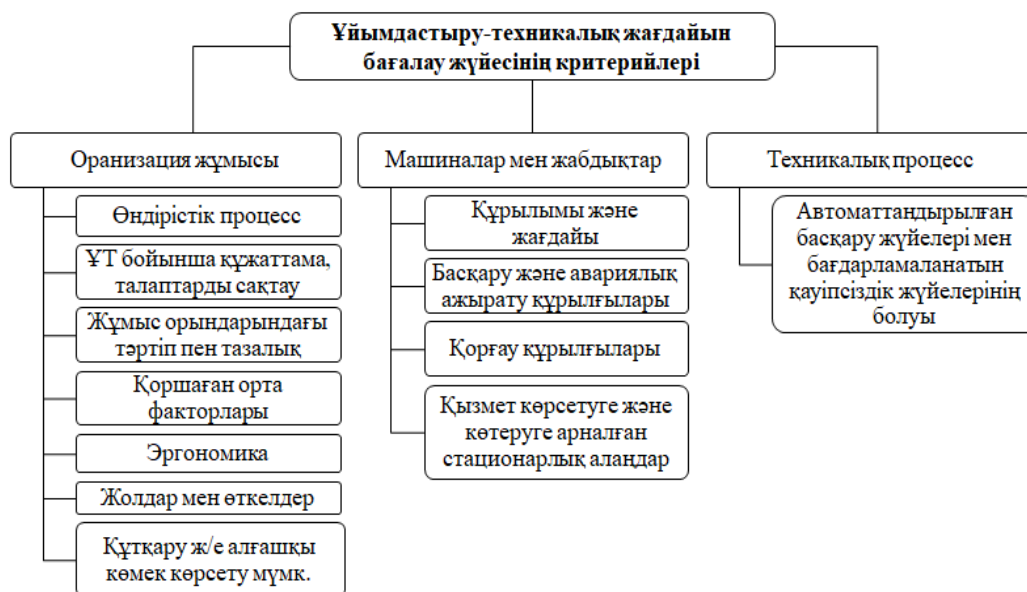 Ұйымдастыру-техникалық жағдайын
бағалау жүйесінің критерийлері
Оранизация жұмысы
Өндірістік процесс
ҰТ бойынша құжаттама,
талаптарды сақтау
Жұмыс орындарындағы
тәртіп пен тазалық
Қоршаған орта
факторлары
Эргономика
Жолдар мен өткелдер
Құтқару ж/е алғашқы
көмек көрсету мүмк.
Машиналар мен жабдықтар
Құрылымы және
жағдайы
Басқару және авариялық
ажырату құрылғылары
Қорғау құрылғылары
Қызмет көрсетуге және
көтеруге арналған
стационарлық алаңдар
Техникалық процесс
Автоматтандырылған
басқару жүйелері мен
бағдарламаланатын
қауіпсіздік жүйелерінің
болуы